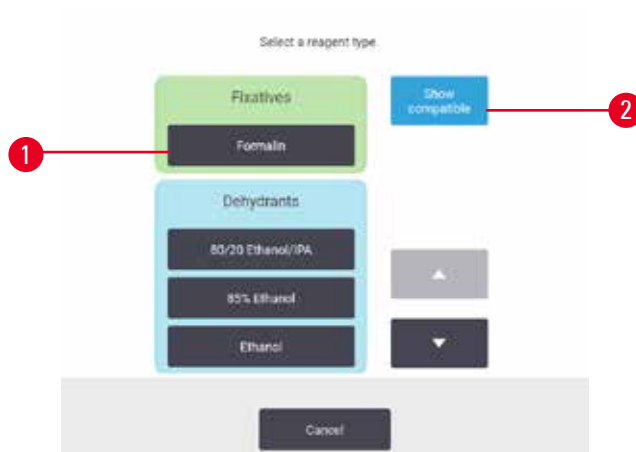 Select a reagent type
Fixatives
Show
compatible
1
Formalin
2
Dehydrants
80/20 Ethanol/IPA
85% Ethanol
Ethanol
Cancel